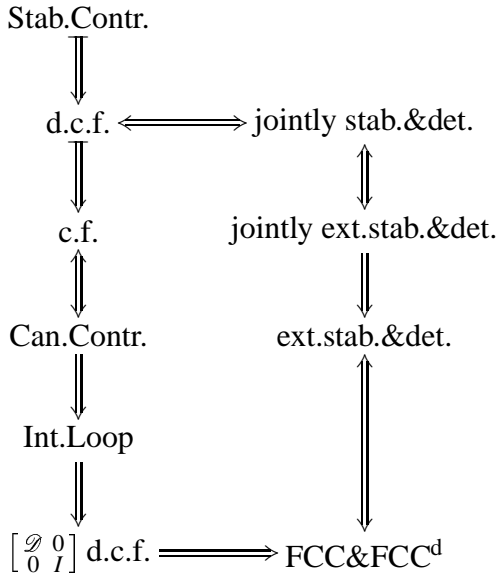 Stab.Contr.
d.c.f. jointly stab.&det.
c.f. jointly ext.stab.&det.
Can.Contr. ext.stab.&det.
Int.Loop
[𝒟 0
0 I] d.c.f. FCC&FCCᵈ